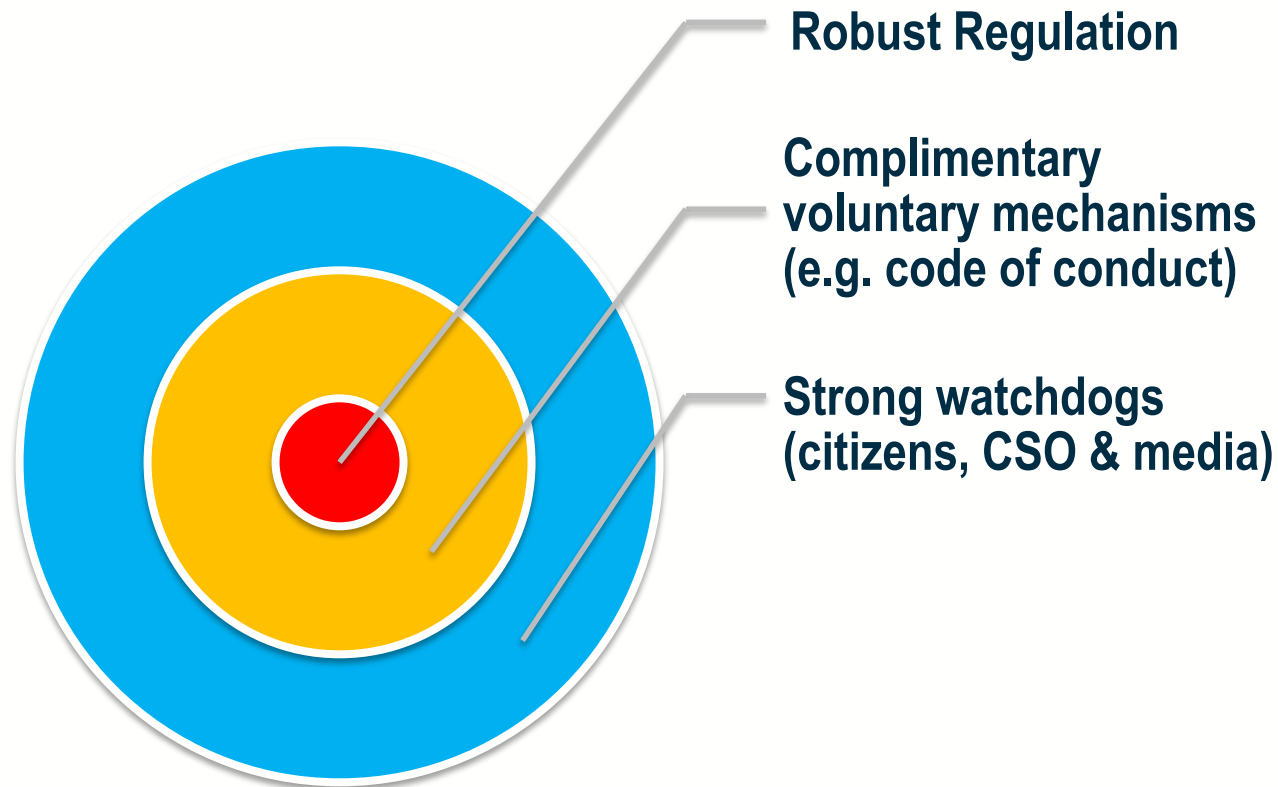 Robust Regulation
Complimentary
voluntary mechanisms
(e.g. code of conduct)
Strong watchdogs
(citizens, CSO & media)